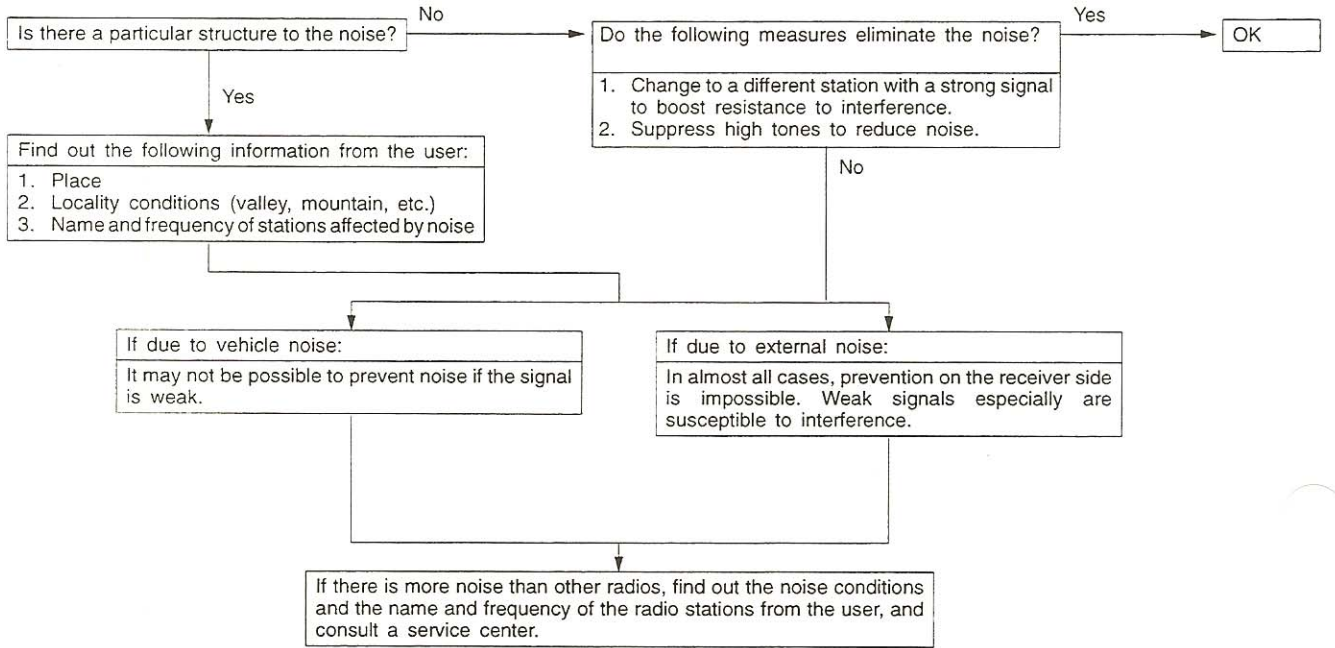 Is there a particular structure to the noise?
No
Do the following measures eliminate the noise?
Yes
OK
1. Change to a different station with a strong signal
to boost resistance to interference.
2. Suppress high tones to reduce noise.
Yes
No
Find out the following information from the user:
1. Place
2. Locality conditions (valley, mountain, etc.)
3. Name and frequency of stations affected by noise
If due to vehicle noise:
It may not be possible to prevent noise if the signal
is weak.
If due to external noise:
In almost all cases, prevention on the receiver side
is impossible. Weak signals especially are
susceptible to interference.
If there is more noise than other radios, find out the noise conditions
and the name and frequency of the radio stations from the user, and
consult a service center.